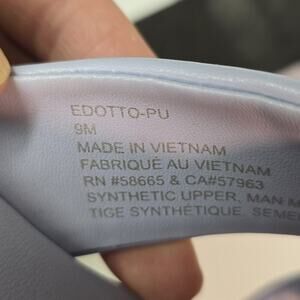 EDOTTO-PU
9M
MADE IN VIETNAM
FABRIQUÉ AU VIETNAM
RN #58665 & CA#57963
SYNTHETIC UPPER, MAN M
TIGE SYNTHÉTIQUE, SEME